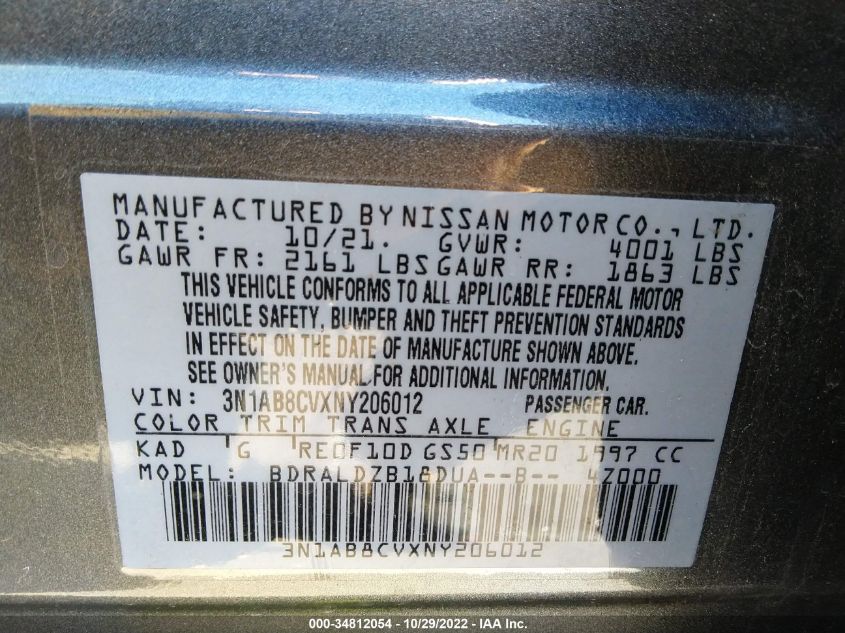 MANUFACTURED BY NISSAN MOTOR CO., LTD.
DATE: 10/21. GVWR: 4001 LBS
GAWR FR: 2161 LBS GAWR RR: 1863 LBS
THIS VEHICLE CONFORMS TO ALL APPLICABLE FEDERAL MOTOR
VEHICLE SAFETY, BUMPER AND THEFT PREVENTION STANDARDS
IN EFFECT ON THE DATE OF MANUFACTURE SHOWN ABOVE.
SEE OWNER'S MANUAL FOR ADDITIONAL INFORMATION.
VIN: 3N1AB8CVXNY206012 PASSENGER CAR.
COLOR TRIM TRANS AXLE ENGINE
KAD G RE0F10D GS50 MR20 1997 CC
MODEL: BDRALDZB18DUA--B-- 4Z000
3N1AB8CVXNY206012
000-34812054 - 10/29/2022 - IAA Inc.